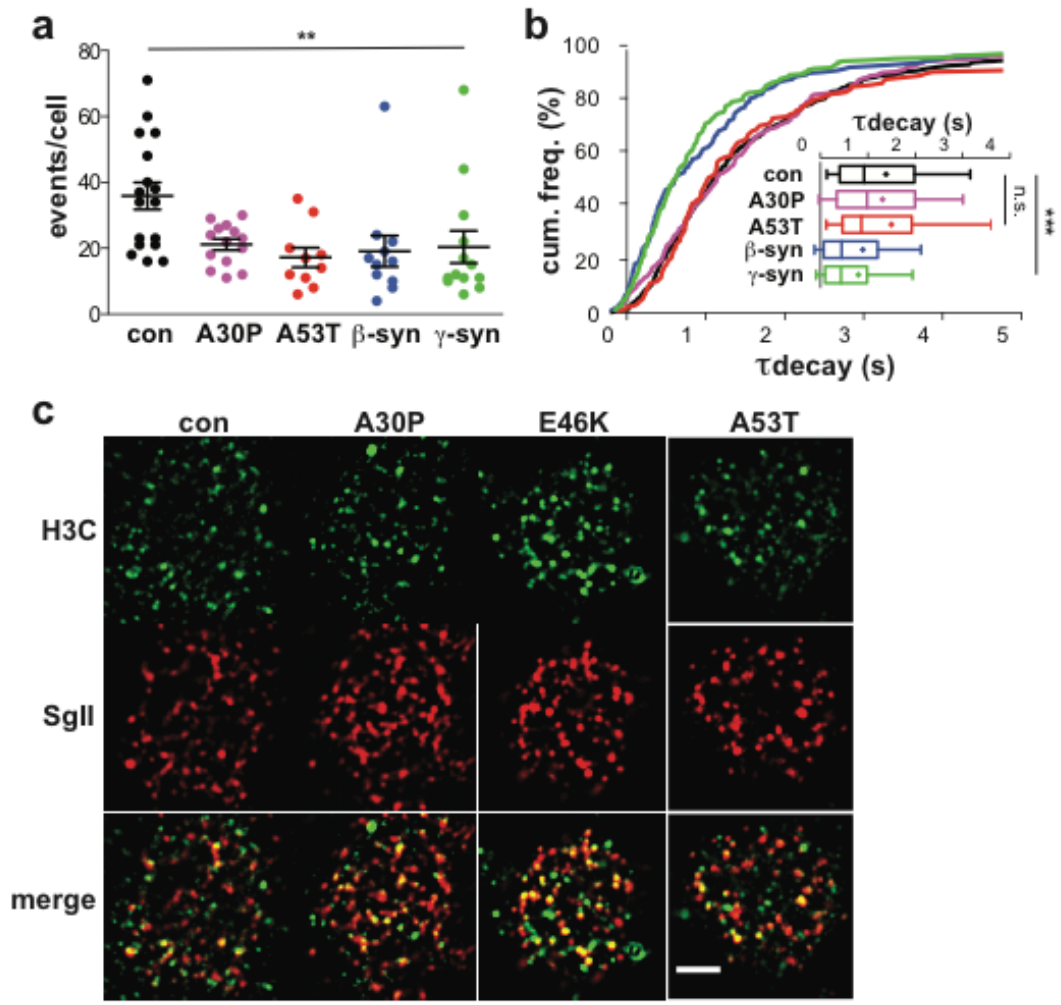 a
**
80
60
40
20
0
events/cell
con A30P A53T β-syn γ-syn
b
100
80
60
40
20
0
cum. freq. (%)
τdecay (s)
0 1 2 4
con
A30P
A53T
β-syn
γ-syn
n.s.
***
0 1 2 3 4 5
τdecay (s)
c
con A30P E46K A53T
H3C
SgII
merge